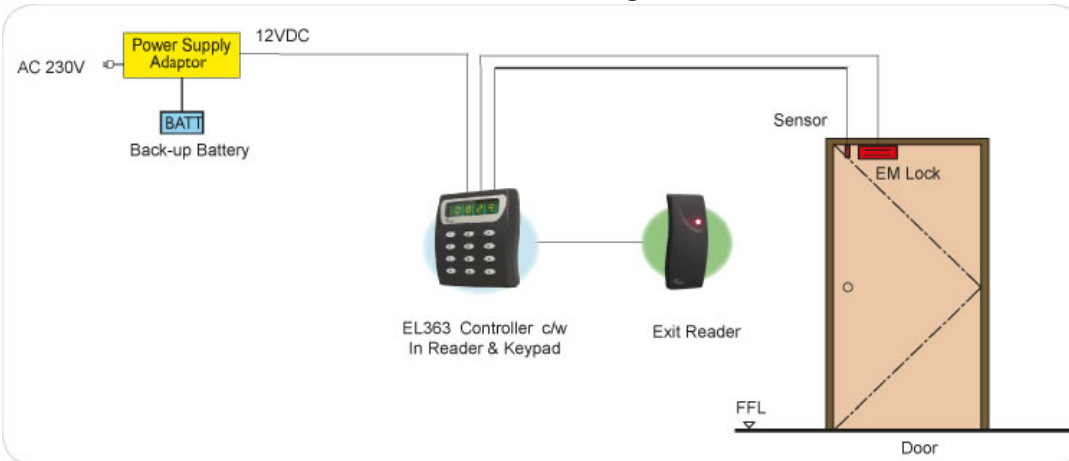 12VDC
Power Supply
Adaptor
AC 230V
BATT
Back-up Battery
Sensor
EM Lock
EL363 Controller c/w
In Reader & Keypad
Exit Reader
FFL
Door